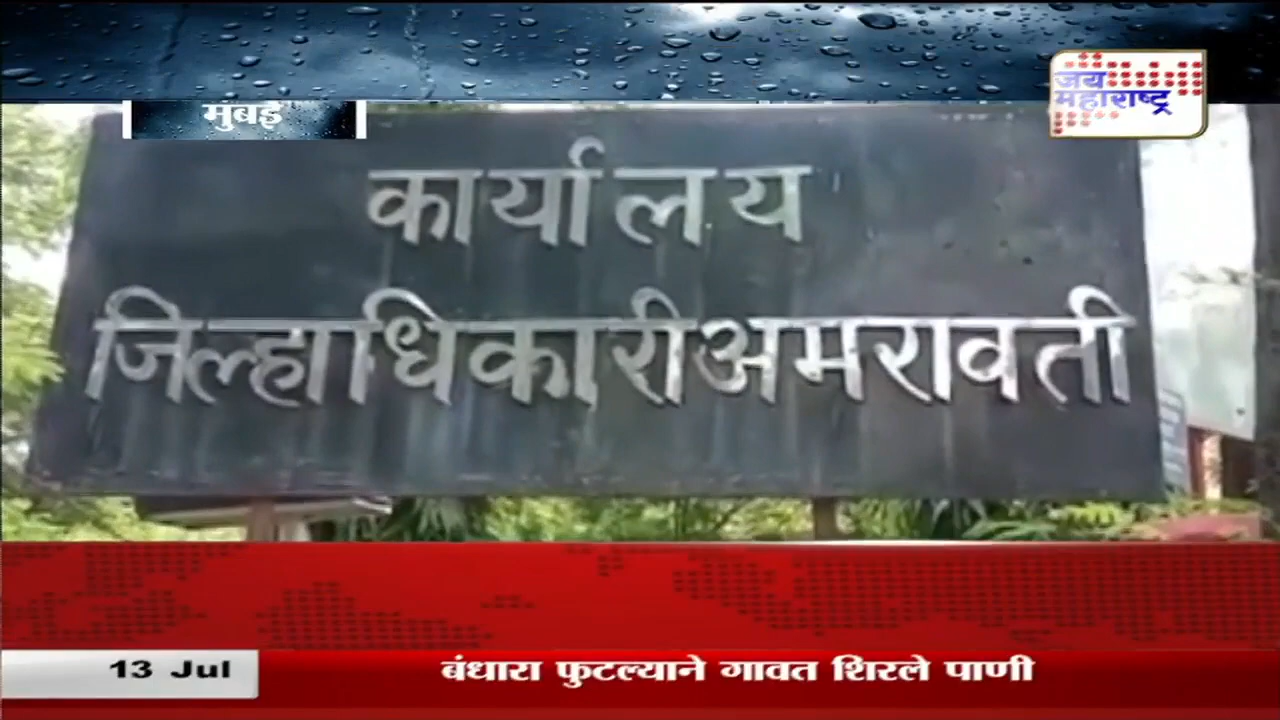 जय
महाराष्ट्र
मुंबई
कार्यालय
जिल्हाधिकारी अमरावती
13 Jul
बंधारा फुटल्याने गावत शिरले पाणी